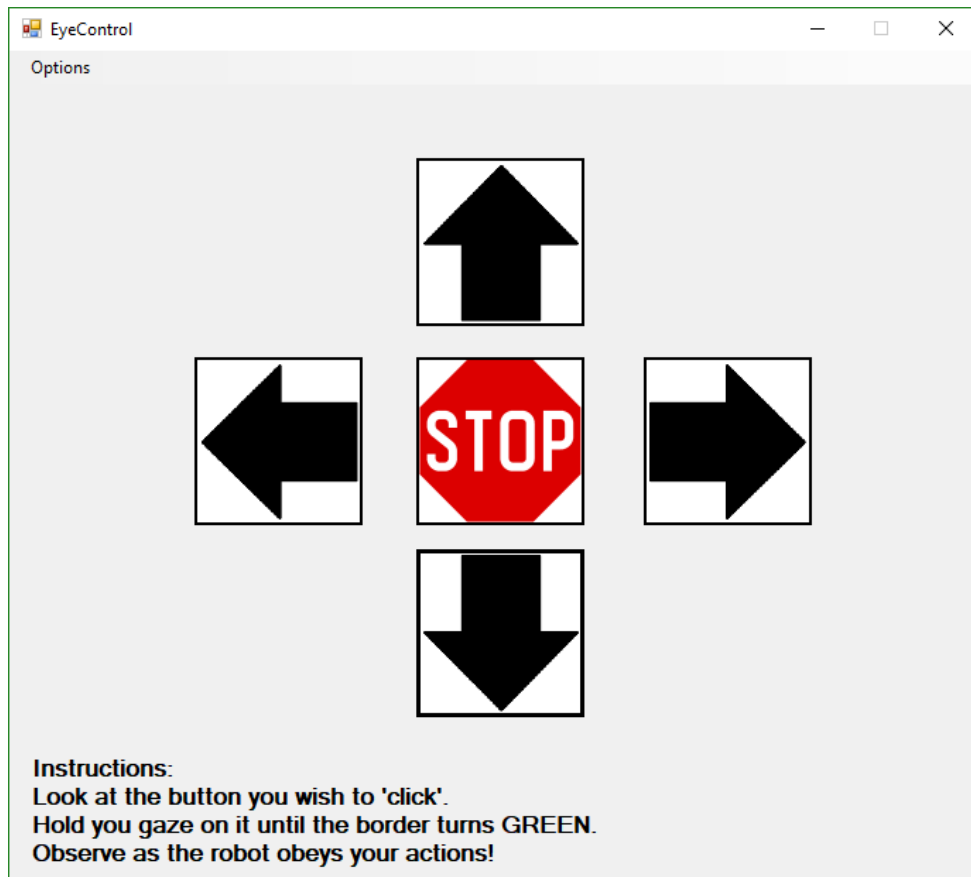 EyeControl
Options
STOP
Instructions:
Look at the button you wish to 'click'.
Hold you gaze on it until the border turns GREEN.
Observe as the robot obeys your actions!